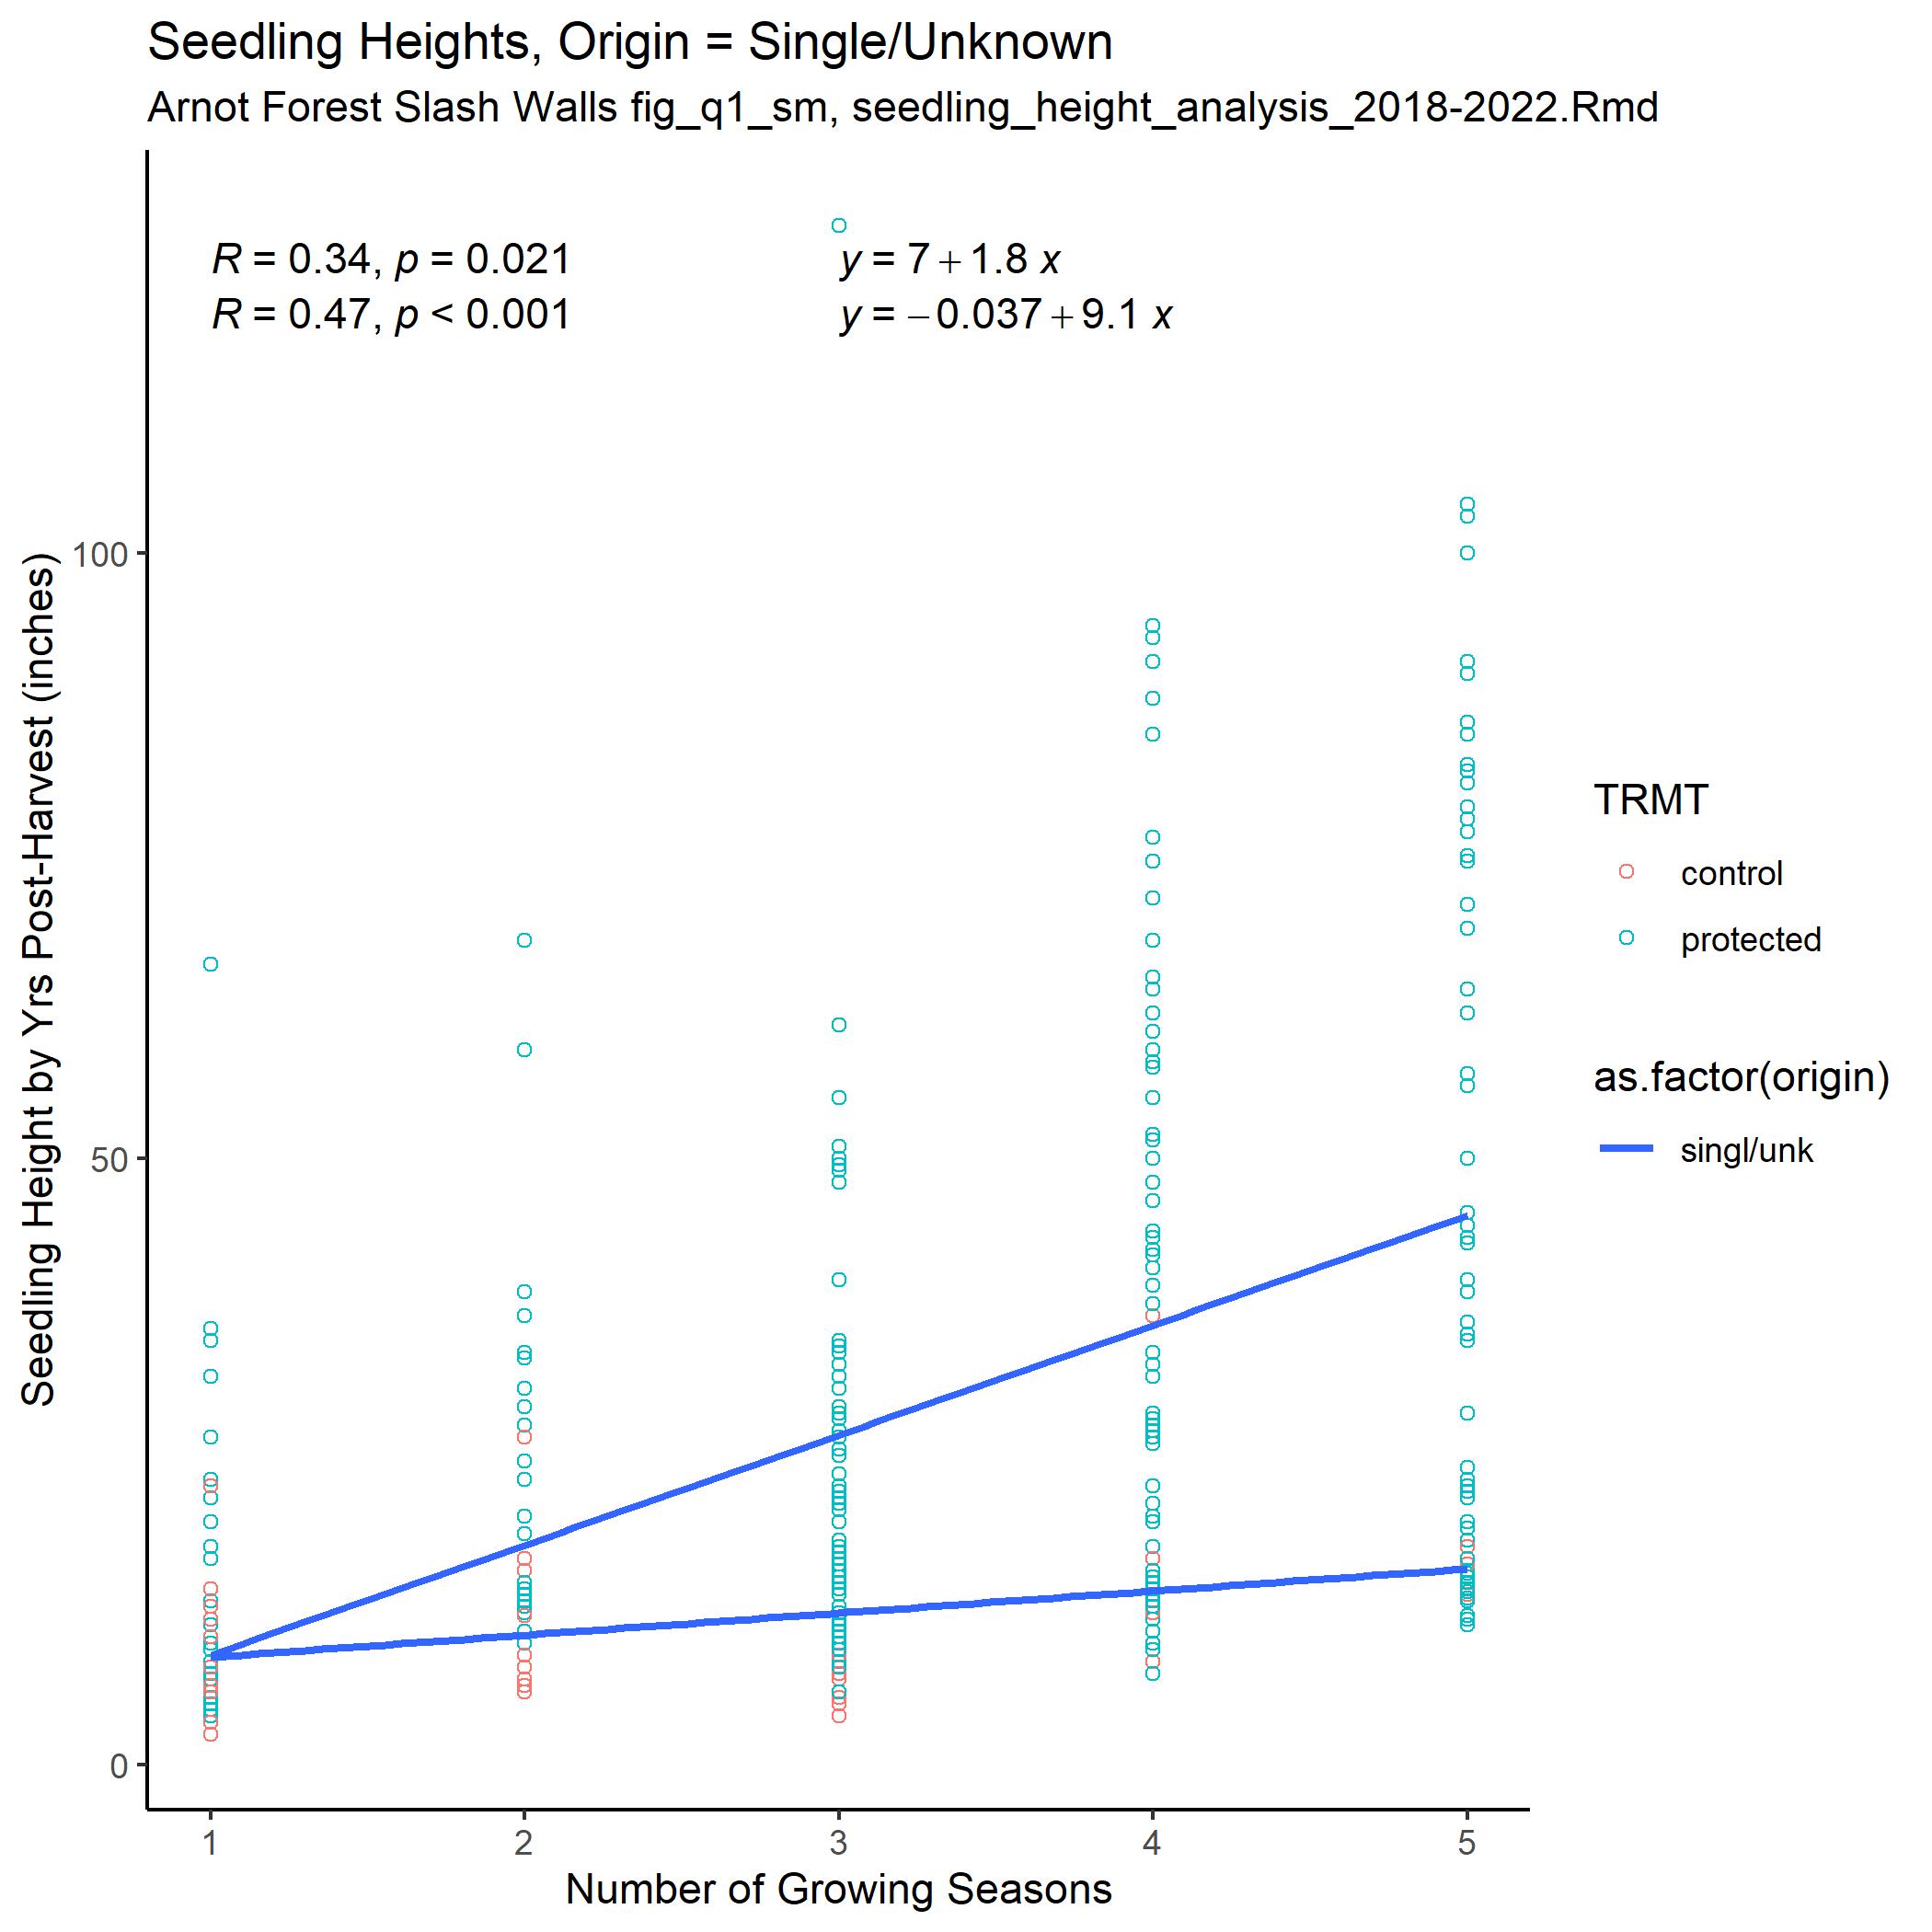 Seedling Heights, Origin = Single/Unknown
Arnot Forest Slash Walls fig_q1_sm, seedling_height_analysis_2018-2022.Rmd
R = 0.34, p = 0.021
R = 0.47, p < 0.001
y = 7 + 1.8 x
y = − 0.037 + 9.1 x
Seedling Height by Yrs Post-Harvest (inches)
100
50
0
1 2 3 4 5
Number of Growing Seasons
TRMT
control
protected
as.factor(origin)
singl/unk